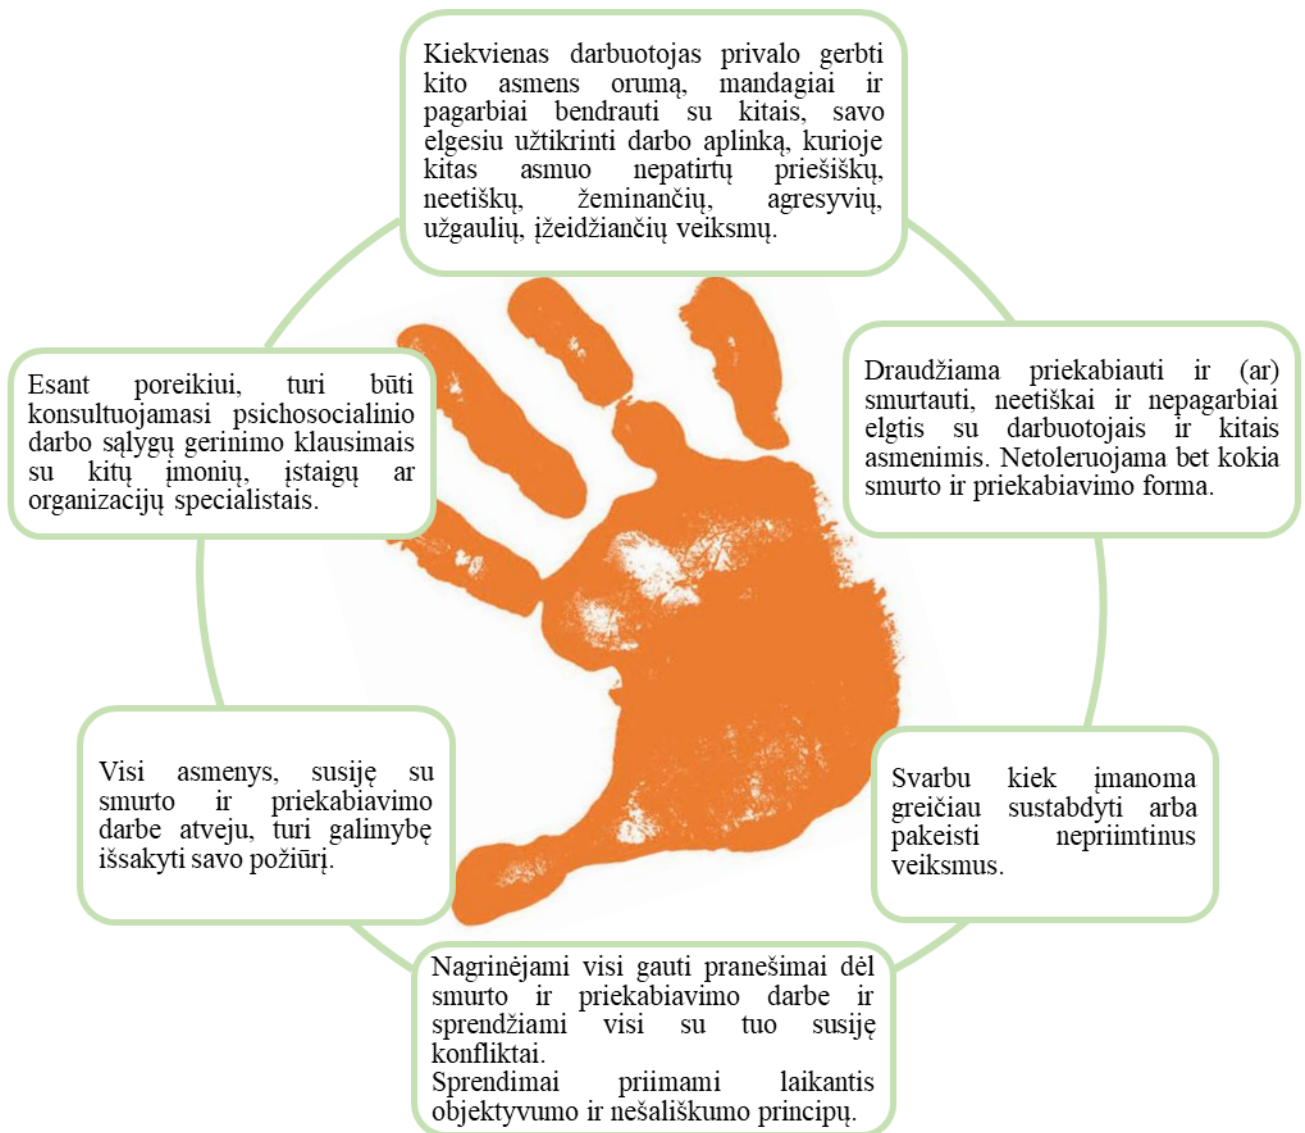 Kiekvienas darbuotojas privalo gerbti
kito asmens orumą, mandagiai ir
pagarbiai bendrauti su kitais, savo
elgesiu užtikrinti darbo aplinką, kurioje
kitas asmuo nepatirtų priešiškų,
neetiškų, žeminančių, agresyvių,
užgaulių, įžeidžiančių veiksmų.
Draudžiama priekabiauti ir (ar)
smurtauti, neetiškai ir nepagarbiai
elgtis su darbuotojais ir kitais
asmenimis. Netoleruojama bet kokia
smurto ir priekabiavimo forma.
Svarbu kiek įmanoma
greičiau sustabdyti arba
pakeisti nepriimtinus
veiksmus.
Nagrinėjami visi gauti pranešimai dėl
smurto ir priekabiavimo darbe ir
sprendžiami visi su tuo susiję
konfliktai.
Sprendimai priimami laikantis
objektyvumo ir nešališkumo principų.
Visi asmenys, susiję su
smurto ir priekabiavimo
darbe atveju, turi galimybę
išsakyti savo požiūrį.
Esant poreikiui, turi būti
konsultuojamasi psichosocialinio
darbo sąlygų gerinimo klausimais
su kitų įmonių, įstaigų ar
organizacijų specialistais.